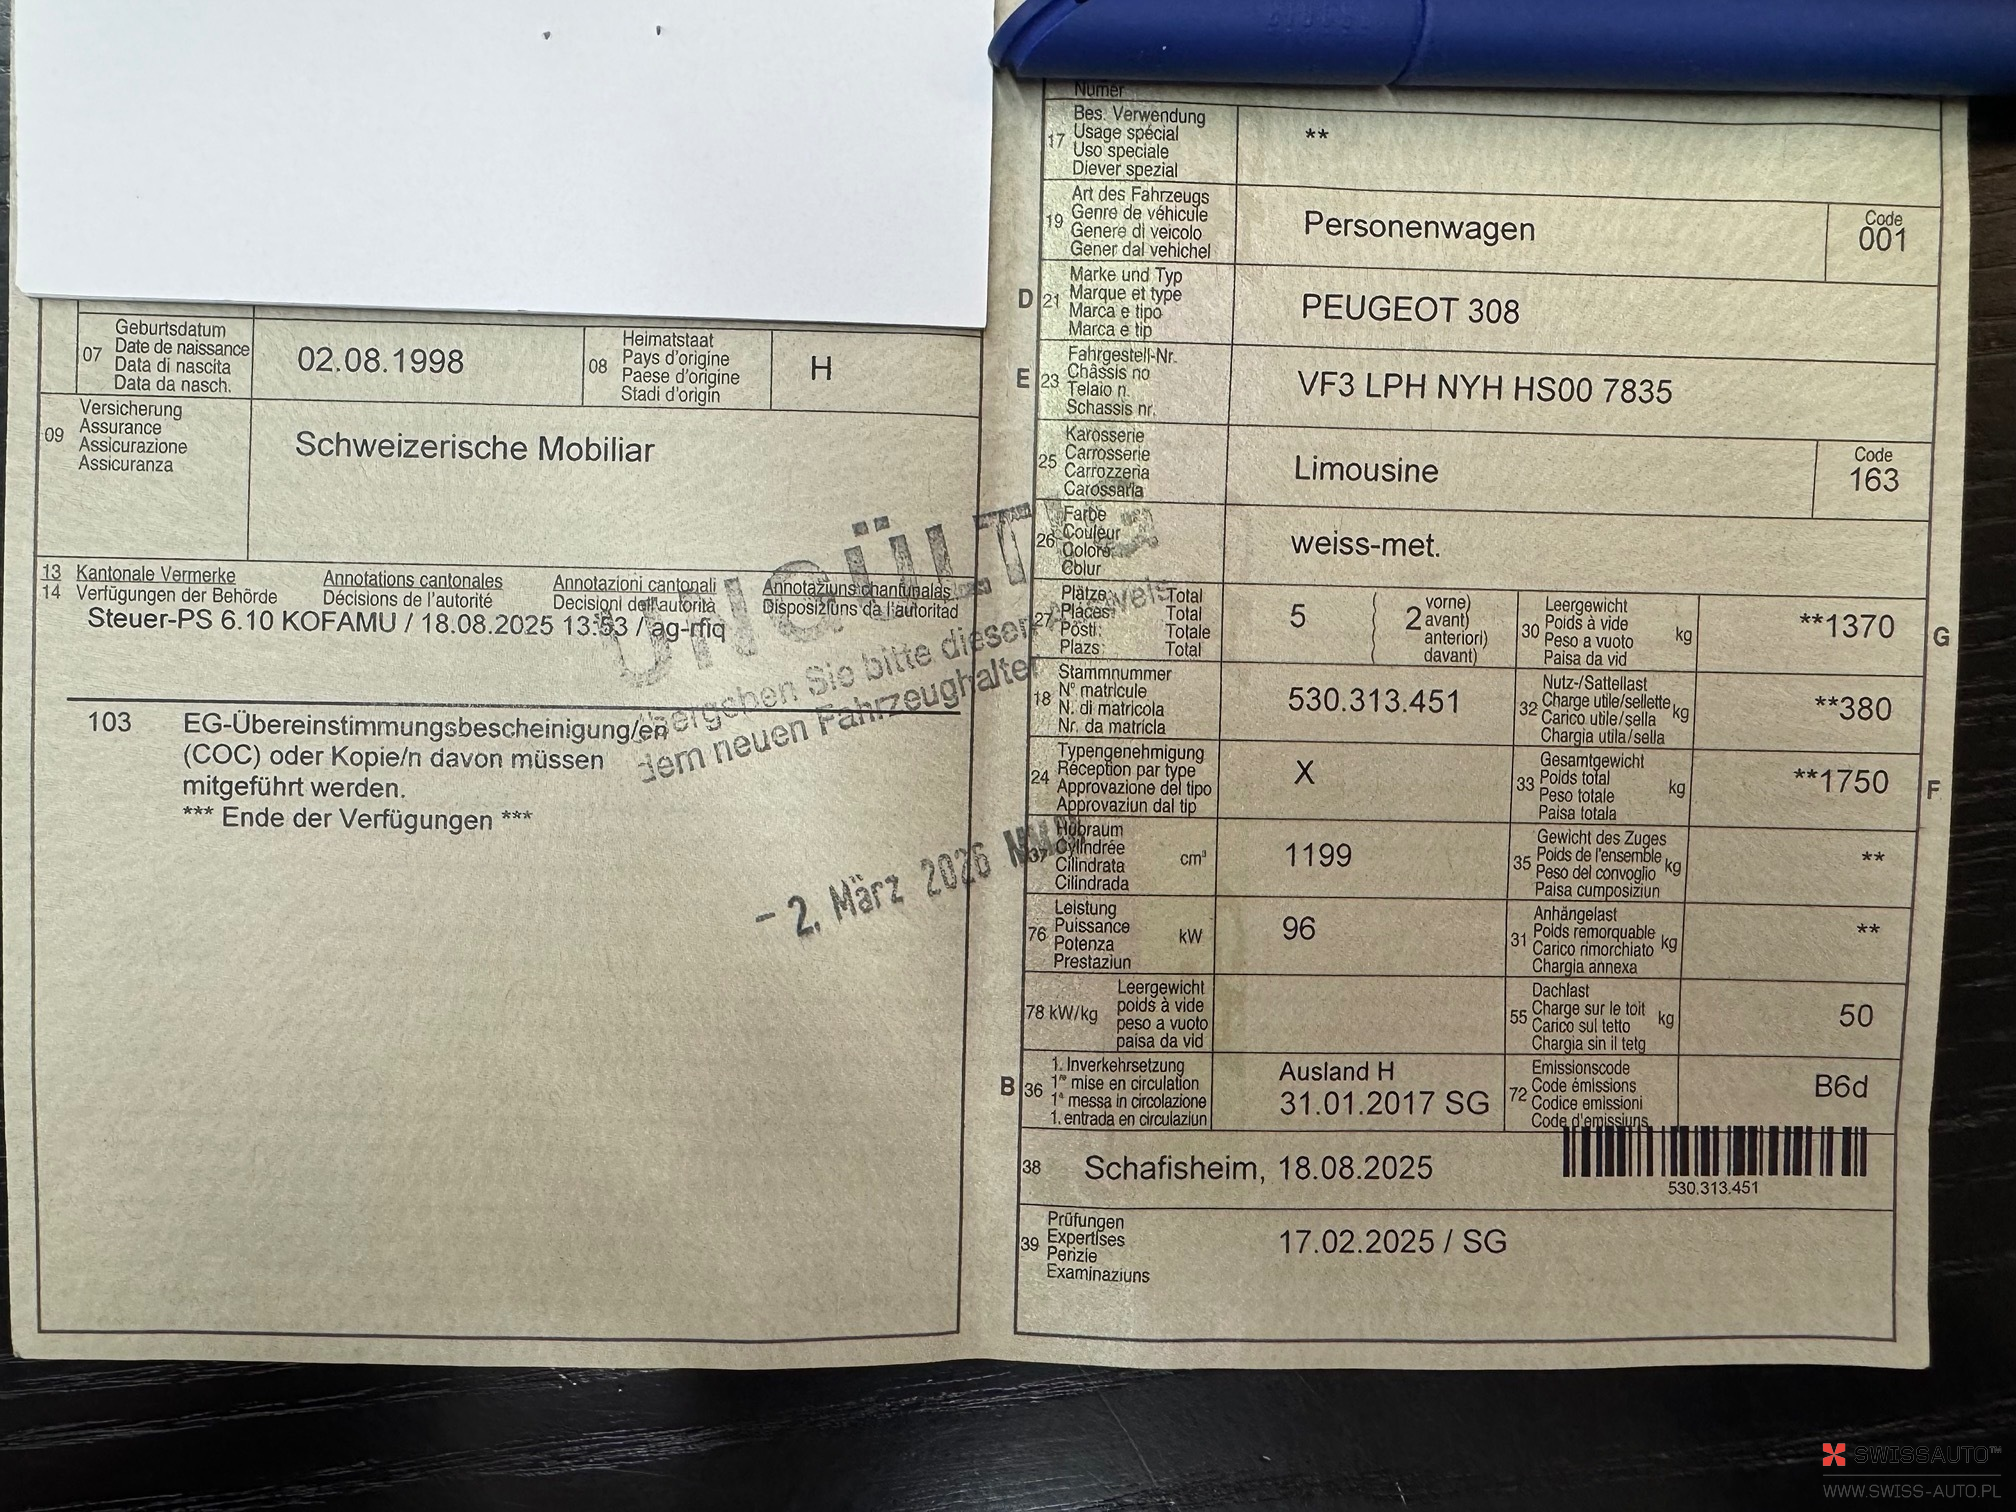 07
Geburtsdatum
Date de naissance
Data di nascita
Data da nasch.
02.08.1998
08
Heimatstaat
Pays d'origine
Paese d'origine
Stadi d'origin
H
09
Versicherung
Assurance
Assicurazione
Assicuranza
Schweizerische Mobiliar
13 Kantonale Vermerke Annotations cantonales Annotazioni cantonali Annotaziuns chantunalas
14 Verfügungen der Behörde Décisions de l'autorité Decisioni dell'autorità Disposiziuns da l'autoritad
Steuer-PS 6.10 KOFAMU / 18.08.2025 13:53 / ag-rfiq
103 EG-Übereinstimmungsbescheinigung/en
(COC) oder Kopie/n davon müssen
mitgeführt werden.
*** Ende der Verfügungen ***
UNGÜLTIG
Übergeben Sie bitte diesen Ausweis
dem neuen Fahrzeughalter
- 2. März 2026
Numer
17
Bes. Verwendung
Usage spécial
Uso speciale
Diever spezial
**
19
Art des Fahrzeugs
Genre de véhicule
Genere di veicolo
Gener dal vehichel
Personenwagen
Code
001
D 21
Marke und Typ
Marque et type
Marca e tipo
Marca e tip
PEUGEOT 308
E 23
Fahrgestell-Nr.
Châssis no
Telaio n.
Schassis nr.
VF3 LPH NYH HS00 7835
25
Karosserie
Carrosserie
Carrozzeria
Carossaria
Limousine
Code
163
26
Farbe
Couleur
Colore
Colur
weiss-met.
27
Plätze Total
Places: Total
Posti: Totale
Plazs: Total
5
2
vorne)
avant)
anteriori)
davant)
30
Leergewicht
Poids à vide
Peso a vuoto
Paisa da vid
kg
**1370
G
18
Stammnummer
N° matricule
N. di matricola
Nr. da matricla
530.313.451
32
Nutz-/Sattellast
Charge utile/sellette
Carico utile/sella
Chargia utila/sella
kg
**380
24
Typengenehmigung
Réception par type
Approvazione del tipo
Approvaziun dal tip
X
33
Gesamtgewicht
Poids total
Peso totale
Paisa totala
kg
**1750
F
37
Hubraum
Cylindrée
Cilindrata
Cilindrada
cm³
1199
35
Gewicht des Zuges
Poids de l'ensemble
Peso del convoglio
Paisa cumposiziun
kg
**
76
Leistung
Puissance
Potenza
Prestaziun
kW
96
31
Anhängelast
Poids remorquable
Carico rimorchiato
Chargia annexa
kg
**
78 kW/kg
Leergewicht
poids à vide
peso a vuoto
paisa da vid
55
Dachlast
Charge sur le toit
Carico sul tetto
Chargia sin il tetg
kg
50
B 36
1. Inverkehrsetzung
1re mise en circulation
1a messa in circolazione
1. entrada en circulaziun
Ausland H
31.01.2017 SG
72
Emissionscode
Code émissions
Codice emissioni
Code d'emissiuns
B6d
38
Schafisheim, 18.08.2025
530.313.451
39
Prüfungen
Expertises
Perizie
Examinaziuns
17.02.2025 / SG
SWISSAUTO™
WWW.SWISS-AUTO.PL